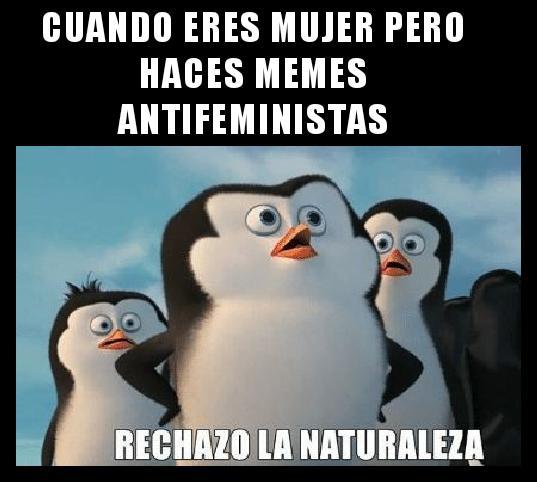 CUANDO ERES MUJER PERO
HACES MEMES
ANTIFEMINISTAS
RECHAZO LA NATURALEZA